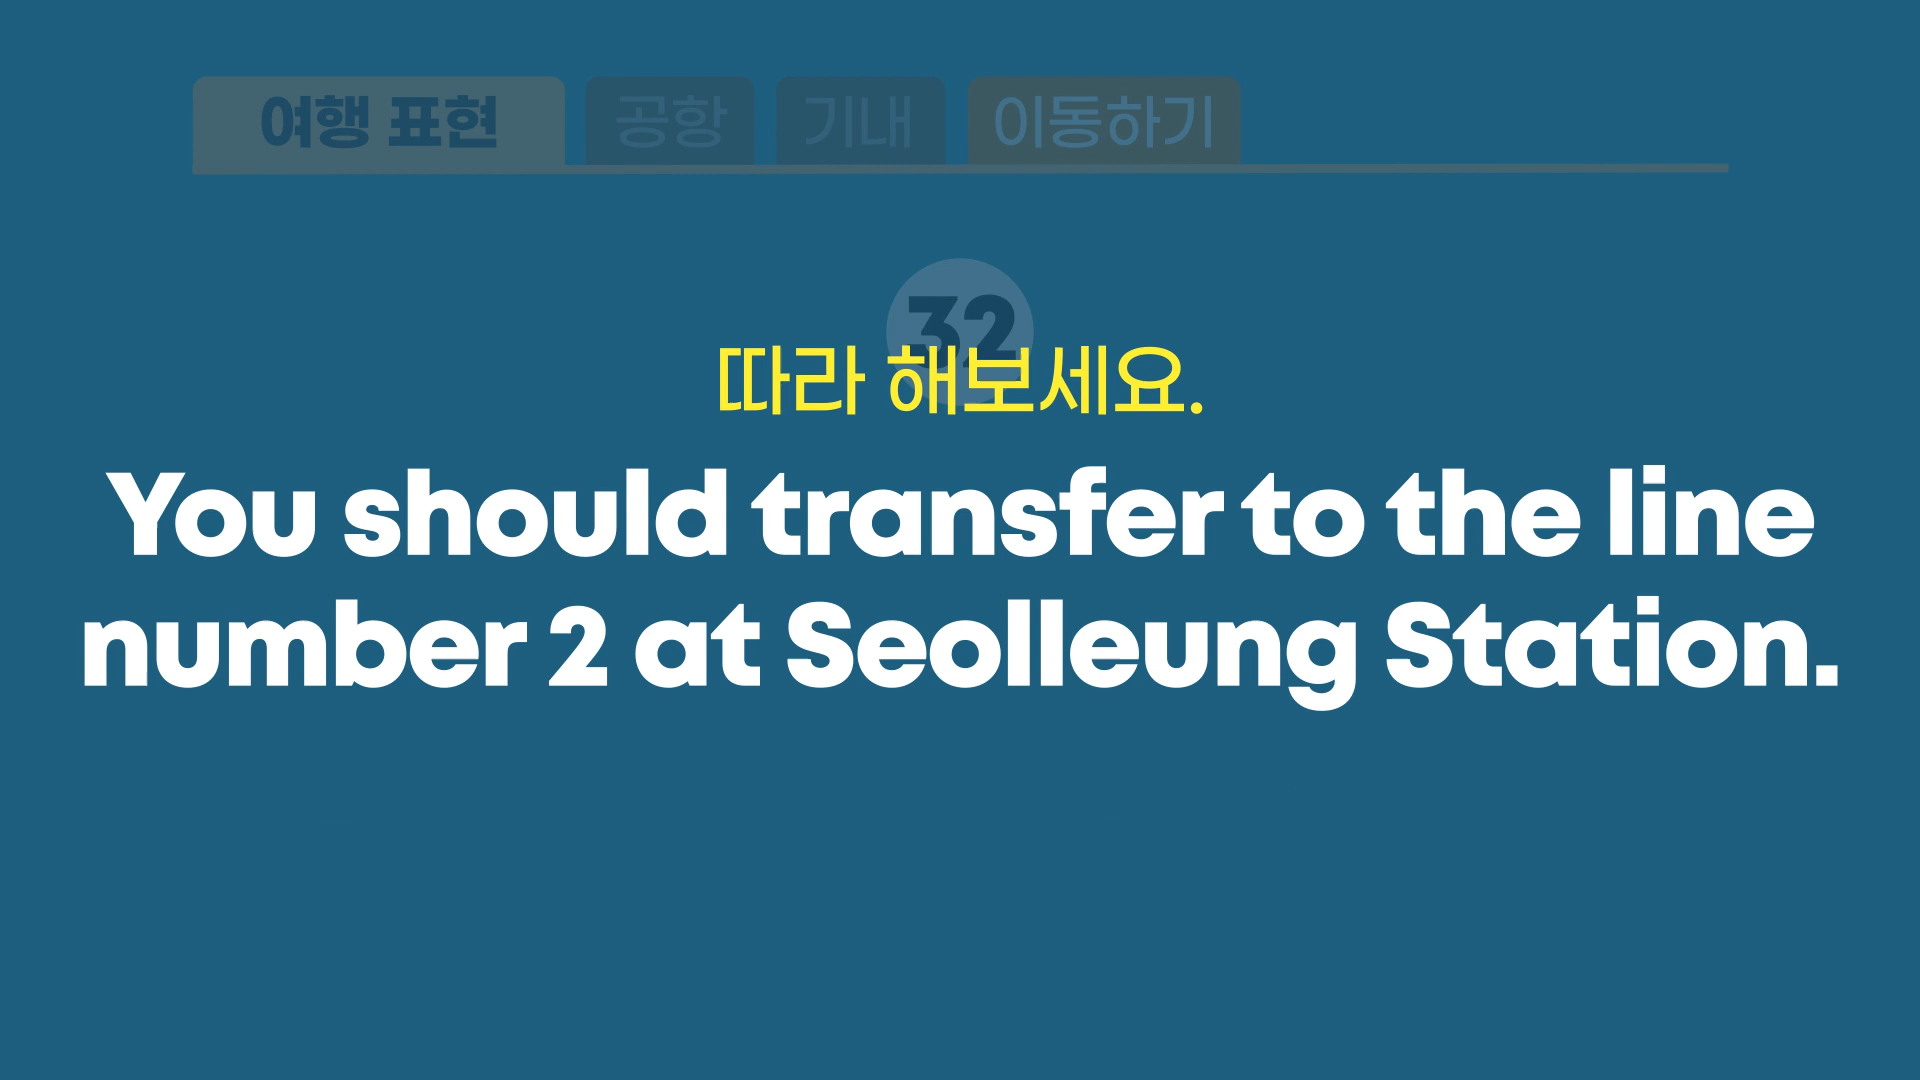 여행 표현 공항 기내 이동하기
32
따라 해보세요.
You should transfer to the line
number 2 at Seolleung Station.